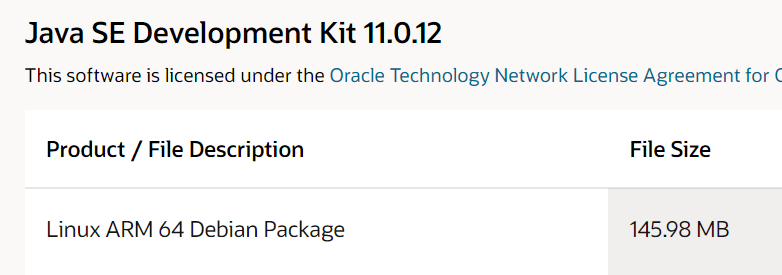 Java SE Development Kit 11.0.12
This software is licensed under the Oracle Technology Network License Agreement for
Product / File Description File Size
Linux ARM 64 Debian Package 145.98 MB